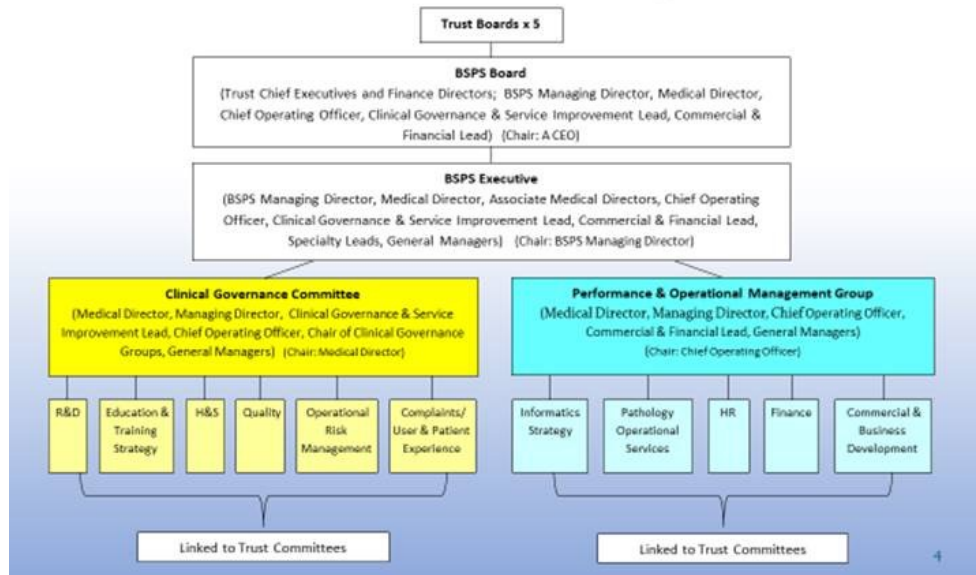 Trust Boards x 5
BSPS Board
(Trust Chief Executives and Finance Directors; BSPS Managing Director, Medical Director,
Chief Operating Officer, Clinical Governance & Service Improvement Lead, Commercial &
Financial Lead) (Chair: A CEO)
BSPS Executive
(BSPS Managing Director, Medical Director, Associate Medical Directors, Chief Operating
Officer, Clinical Governance & Service Improvement Lead, Commercial & Financial Lead,
Specialty Leads, General Managers) (Chair: BSPS Managing Director)
Clinical Governance Committee
(Medical Director, Managing Director, Clinical Governance & Service
Improvement Lead, Chief Operating Officer, Chair of Clinical Governance
Groups, General Managers) (Chair: Medical Director)
Performance & Operational Management Group
(Medical Director, Managing Director, Chief Operating Officer,
Commercial & Financial Lead, General Managers)
(Chair: Chief Operating Officer)
R&D
Education &
Training
Strategy
H&S
Quality
Operational
Risk
Management
Complaints/
User & Patient
Experience
Informatics
Strategy
Pathology
Operational
Services
HR
Finance
Commercial &
Business
Development
Linked to Trust Committees
Linked to Trust Committees
4